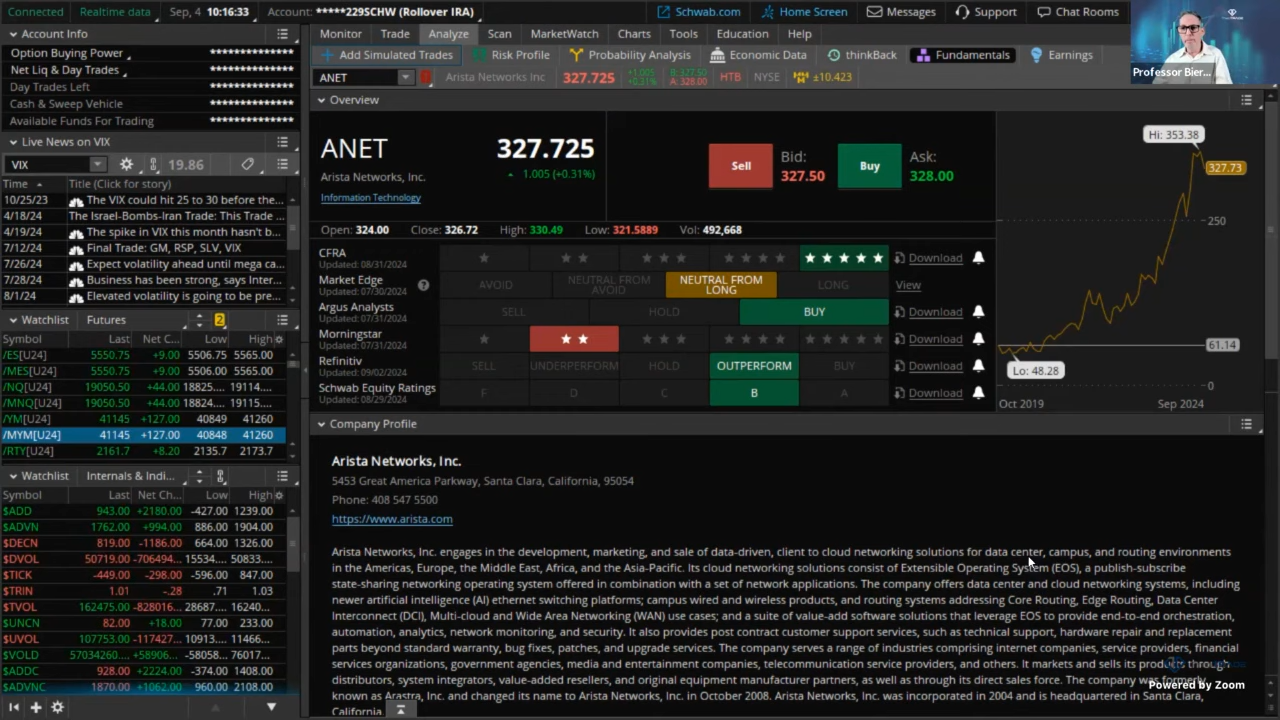 Connected Realtime data Sep, 4 10:16:33 Account: *****229SCHW (Rollover IRA)
Schwab.com Home Screen Messages Support Chat Rooms
Account Info
Option Buying Power **************
Net Liq & Day Trades **************
Day Trades Left **************
Cash & Sweep Vehicle **************
Available Funds For Trading **************
Live News on VIX
VIX 19.86
Time Title (Click for story)
10/25/23 The VIX could hit 25 to 30 before the...
4/18/24 The Israel-Bombs-Iran Trade: This Trade ...
4/19/24 The spike in VIX this month hasn't b...
7/12/24 Final Trade: GM, RSP, SLV, VIX
7/26/24 Expect volatility ahead until mega ca...
7/28/24 Business has been strong, says Inter...
8/1/24 Elevated volatility is going to be pre...
Watchlist Futures 2
Symbol Last Net C... Low High
/ES[U24] 5550.75 +9.00 5506.75 5565.00
/MES[U24] 5550.75 +9.00 5506.00 5565.00
/NQ[U24] 19050.50 +44.00 18825.... 19114....
/MNQ[U24] 19050.50 +44.00 18824.... 19115....
/YM[U24] 41145 +127.00 40849 41260
/MYM[U24] 41145 +127.00 40848 41260
/RTY[U24] 2161.7 +8.20 2135.7 2173.7
Watchlist Internals & Indi...
Symbol Last Net Ch... Low High
$ADD 943.00 +2180.00 -427.00 1239.00
$ADVN 1762.00 +994.00 886.00 1904.00
$DECN 819.00 -1186.00 664.00 1326.00
$DVOL 50719.00 -706494... 15534.... 50833....
$TICK -449.00 -298.00 -596.00 847.00
$TRIN 1.01 -.28 .71 1.03
$TVOL 162475.00 -828016... 28687.... 16240....
$UNCN 82.00 +18.00 77.00 233.00
$UVOL 107753.00 -117427... 10913.... 11466....
$VOLD 57034260.... +58906... -58058... 76017...
$ADDC 928.00 +2224.00 -374.00 1408.00
$ADVNC 1870.00 +1062.00 960.00 2108.00
Monitor Trade Analyze Scan MarketWatch Charts Tools Education Help
Add Simulated Trades Risk Profile Probability Analysis Economic Data thinkBack Fundamentals Earnings
ANET Arista Networks Inc 327.725 +1.005 +0.31% B: 327.50 A: 328.00 HTB NYSE ±10.423
Professor Bier...
Overview
ANET 327.725
Arista Networks, Inc. 1.005 (+0.31%)
Information Technology
Sell Bid: 327.50 Buy Ask: 328.00
Open: 324.00 Close: 326.72 High: 330.49 Low: 321.5889 Vol: 492,668
CFRA Updated: 08/31/2024 ★ ★★ ★★★ ★★★★ ★★★★★ Download
Market Edge Updated: 07/30/2024 AVOID NEUTRAL FROM AVOID NEUTRAL FROM LONG LONG View
Argus Analysts Updated: 07/31/2024 SELL HOLD BUY Download
Morningstar Updated: 07/31/2024 ★ ★★ ★★★ ★★★★ ★★★★★ Download
Refinitiv Updated: 09/02/2024 SELL UNDERPERFORM HOLD OUTPERFORM BUY Download
Schwab Equity Ratings Updated: 08/29/2024 F D C B A Download
Hi: 353.38
327.73
250
61.14
Lo: 48.28
0
Oct 2019 Sep 2024
Company Profile
Arista Networks, Inc.
5453 Great America Parkway, Santa Clara, California, 95054
Phone: 408 547 5500
https://www.arista.com
Arista Networks, Inc. engages in the development, marketing, and sale of data-driven, client to cloud networking solutions for data center, campus, and routing environments
in the Americas, Europe, the Middle East, Africa, and the Asia-Pacific. Its cloud networking solutions consist of Extensible Operating System (EOS), a publish-subscribe
state-sharing networking operating system offered in combination with a set of network applications. The company offers data center and cloud networking systems, including
newer artificial intelligence (AI) ethernet switching platforms; campus wired and wireless products, and routing systems addressing Core Routing, Edge Routing, Data Center
Interconnect (DCI), Multi-cloud and Wide Area Networking (WAN) use cases; and a suite of value-add software solutions that leverage EOS to provide end-to-end orchestration,
automation, analytics, network monitoring, and security. It also provides post contract customer support services, such as technical support, hardware repair and replacement
parts beyond standard warranty, bug fixes, patches, and upgrade services. The company serves a range of industries comprising internet companies, service providers, financial
services organizations, government agencies, media and entertainment companies, telecommunication service providers, and others. It markets and sells its products through
distributors, system integrators, value-added resellers, and original equipment manufacturer partners, as well as through its direct sales force. The company was formerly
known as Arastra, Inc. and changed its name to Arista Networks, Inc. in October 2008. Arista Networks, Inc. was incorporated in 2004 and is headquartered in Santa Clara,
California.
Powered by Zoom